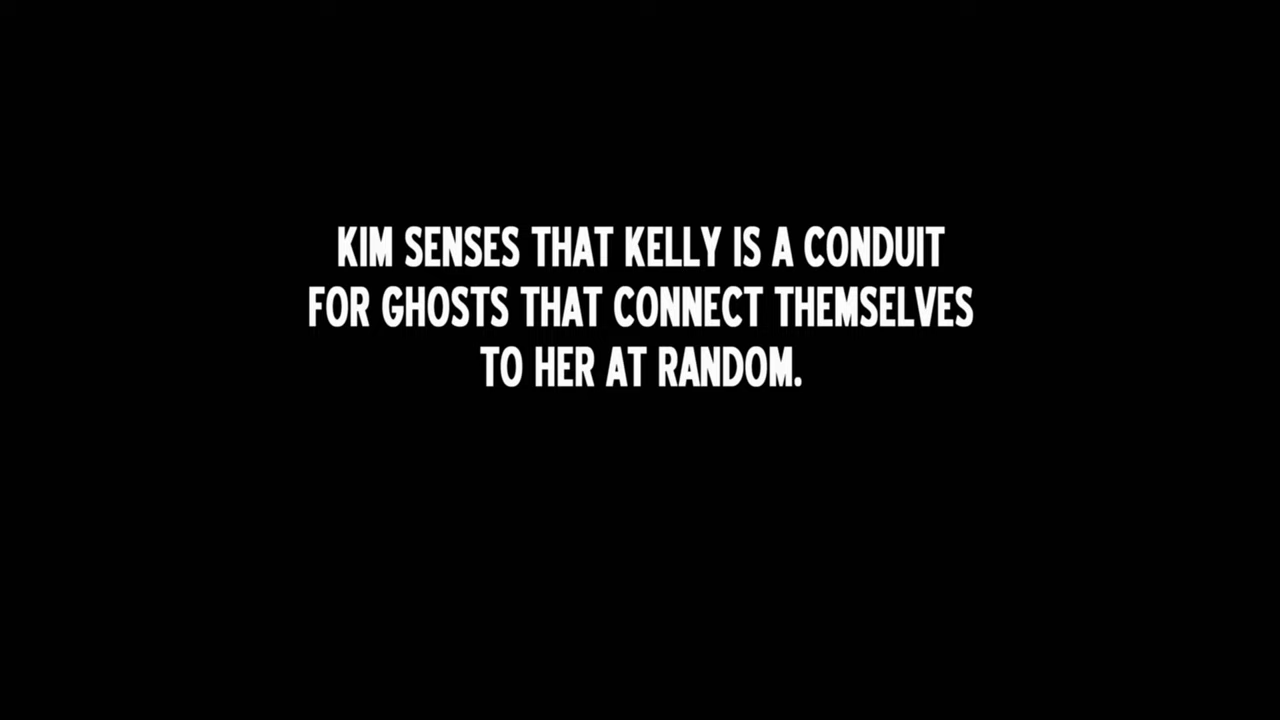 KIM SENSES THAT KELLY IS A CONDUIT
FOR GHOSTS THAT CONNECT THEMSELVES
TO HER AT RANDOM.